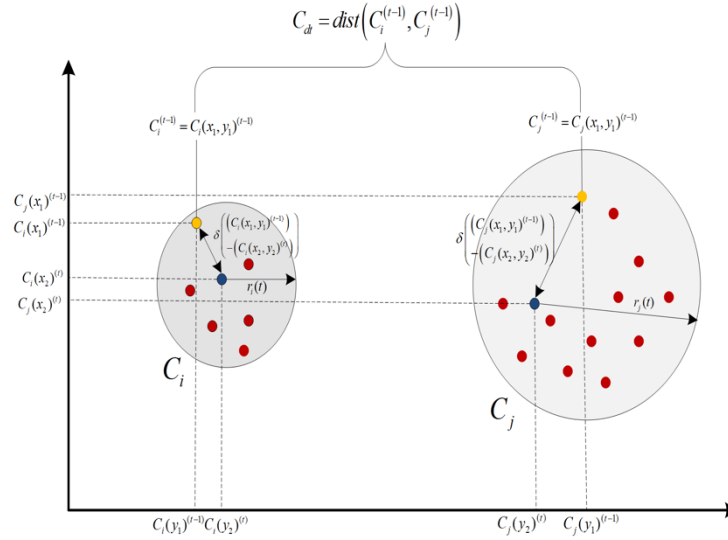 C_{dt} = dist(C_i^{(t-1)}, C_j^{(t-1)})
C_i^{(t-1)} = C_i(x_1, y_1)^{(t-1)}
C_j^{(t-1)} = C_j(x_1, y_1)^{(t-1)}
C_j(x_1)^{(t-1)}
C_i(x_1)^{(t-1)}
C_i(x_2)^{(t)}
C_j(x_2)^{(t)}
δ{(C_i(x_1, y_1)^{(t-1)})
-(C_i(x_2, y_2)^{(t)})}
r_i(t)
C_i
δ{(C_j(x_1, y_1)^{(t-1)})
-(C_j(x_2, y_2)^{(t)})}
r_j(t)
C_j
C_i(y_1)^{(t-1)} C_i(y_2)^{(t)}
C_j(y_2)^{(t)}
C_j(y_1)^{(t-1)}